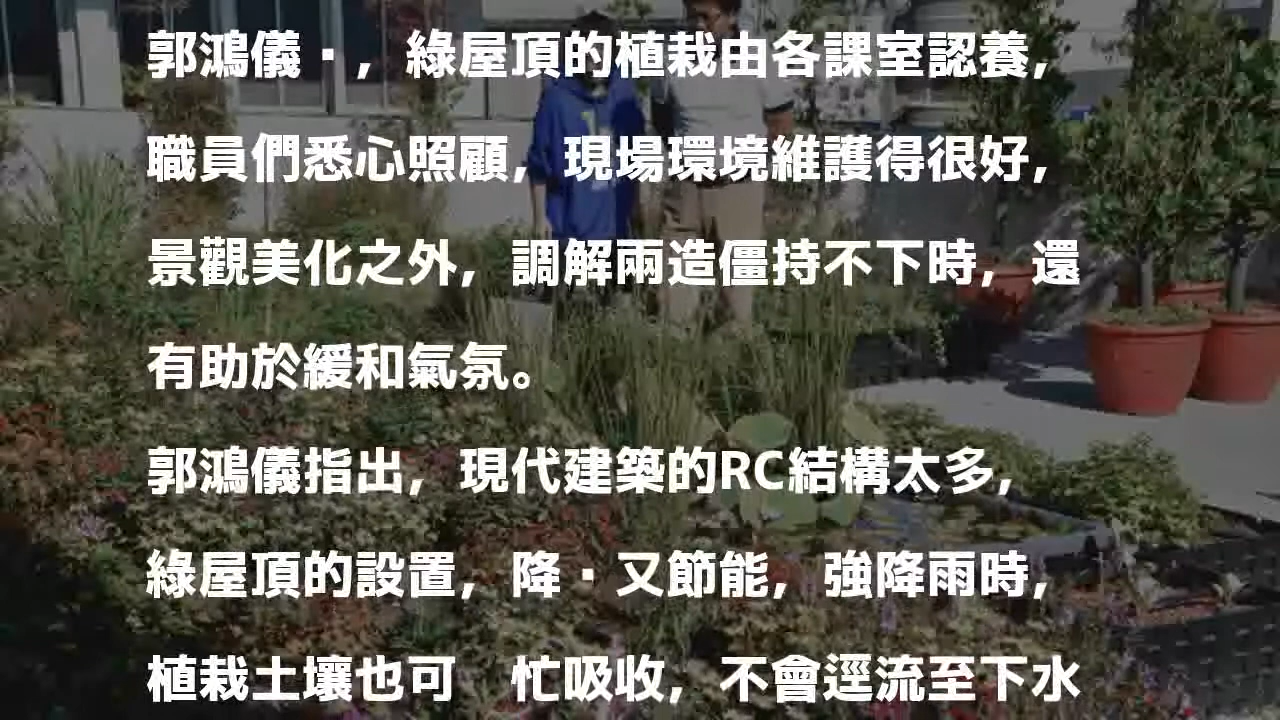 郭鴻儀·，綠屋頂的植栽由各課室認養，
職員們悉心照顧，現場環境維護得很好，
景觀美化之外，調解兩造僵持不下時，還
有助於緩和氣氛。
郭鴻儀指出，現代建築的RC結構太多，
綠屋頂的設置，降·又節能，強降雨時，
植栽土壤也可　忙吸收，不會逕流至下水